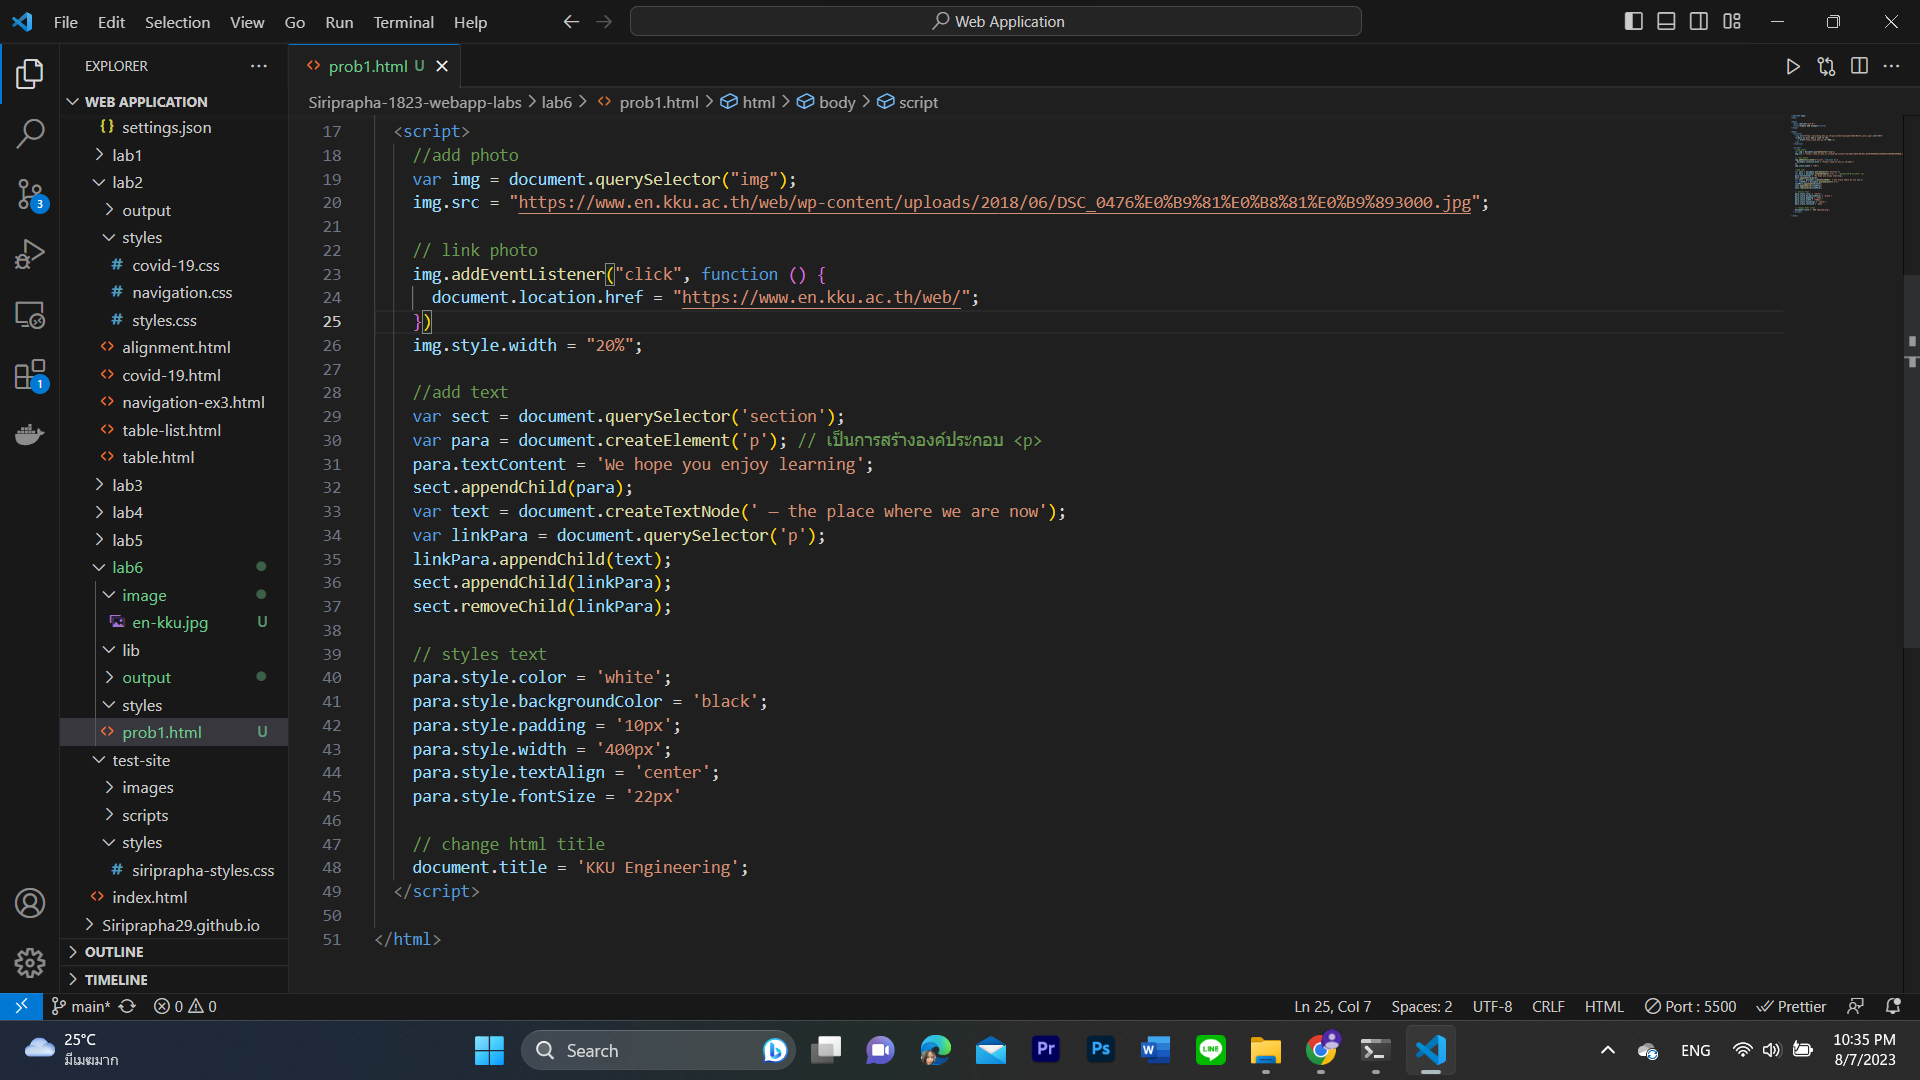 File Edit Selection View Go Run Terminal Help
Web Application
EXPLORER
WEB APPLICATION
settings.json
lab1
lab2
output
styles
# covid-19.css
# navigation.css
# styles.css
alignment.html
covid-19.html
navigation-ex3.html
table-list.html
table.html
lab3
lab4
lab5
lab6
image
en-kku.jpg U
lib
output
styles
prob1.html U
test-site
images
scripts
styles
# siriprapha-styles.css
index.html
Siriprapha29.github.io
OUTLINE
TIMELINE
3
1
prob1.html U
Siriprapha-1823-webapp-labs > lab6 > prob1.html > html > body > script
17 <script>
18 //add photo
19 var img = document.querySelector("img");
20 img.src = "https://www.en.kku.ac.th/web/wp-content/uploads/2018/06/DSC_0476%E0%B9%81%E0%B8%81%E0%B9%893000.jpg";
21
22 // link photo
23 img.addEventListener("click", function () {
24 document.location.href = "https://www.en.kku.ac.th/web/";
25 })
26 img.style.width = "20%";
27
28 //add text
29 var sect = document.querySelector('section');
30 var para = document.createElement('p'); // เป็นการสร้างองค์ประกอบ <p>
31 para.textContent = 'We hope you enjoy learning';
32 sect.appendChild(para);
33 var text = document.createTextNode(' — the place where we are now');
34 var linkPara = document.querySelector('p');
35 linkPara.appendChild(text);
36 sect.appendChild(linkPara);
37 sect.removeChild(linkPara);
38
39 // styles text
40 para.style.color = 'white';
41 para.style.backgroundColor = 'black';
42 para.style.padding = '10px';
43 para.style.width = '400px';
44 para.style.textAlign = 'center';
45 para.style.fontSize = '22px'
46
47 // change html title
48 document.title = 'KKU Engineering';
49 </script>
50
51 </html>
main* 0 0 Ln 25, Col 7 Spaces: 2 UTF-8 CRLF HTML Port : 5500 Prettier
25°C
มีเมฆมาก
Search
Pr
Ps
W
LINE
ENG
10:35 PM
8/7/2023